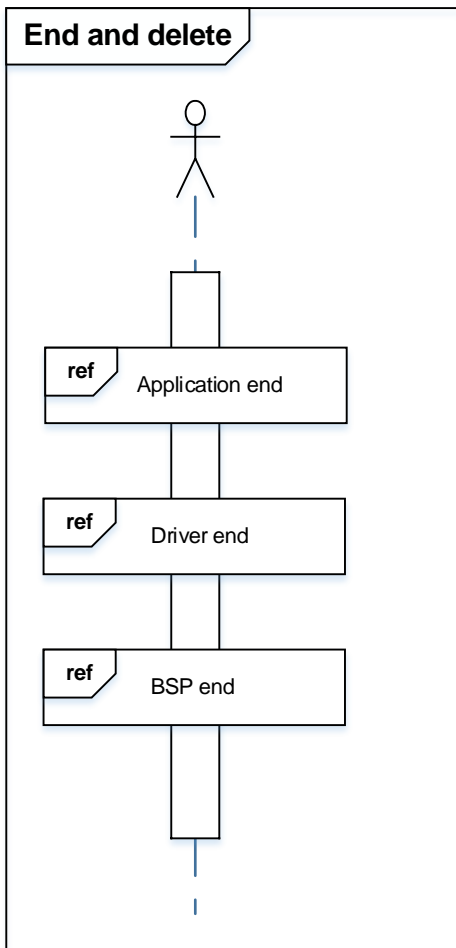 End and delete
ref
Application end
ref
Driver end
ref
BSP end